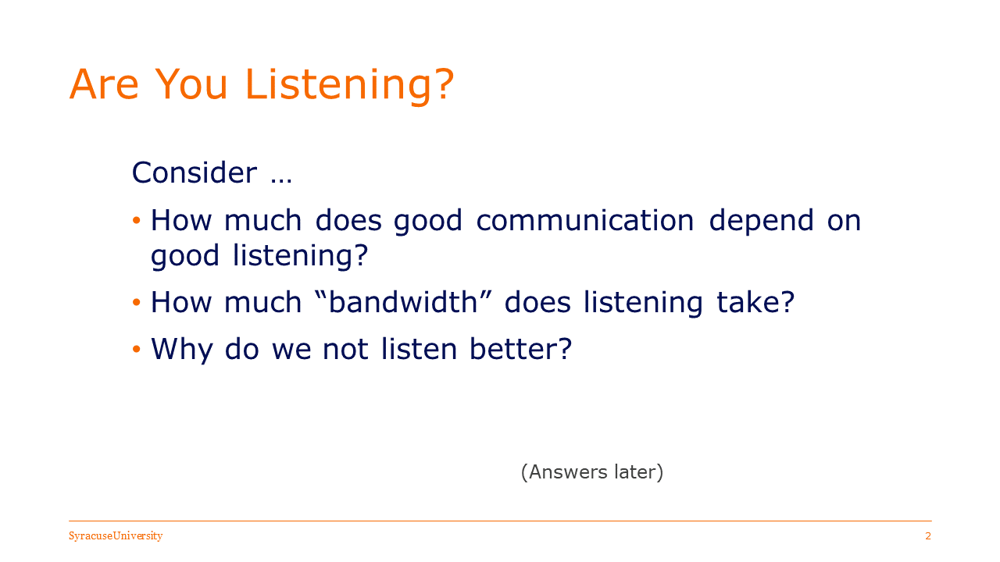 Are You Listening?
Consider …
• How much does good communication depend on
good listening?
• How much “bandwidth” does listening take?
• Why do we not listen better?
(Answers later)
SyracuseUniversity
2